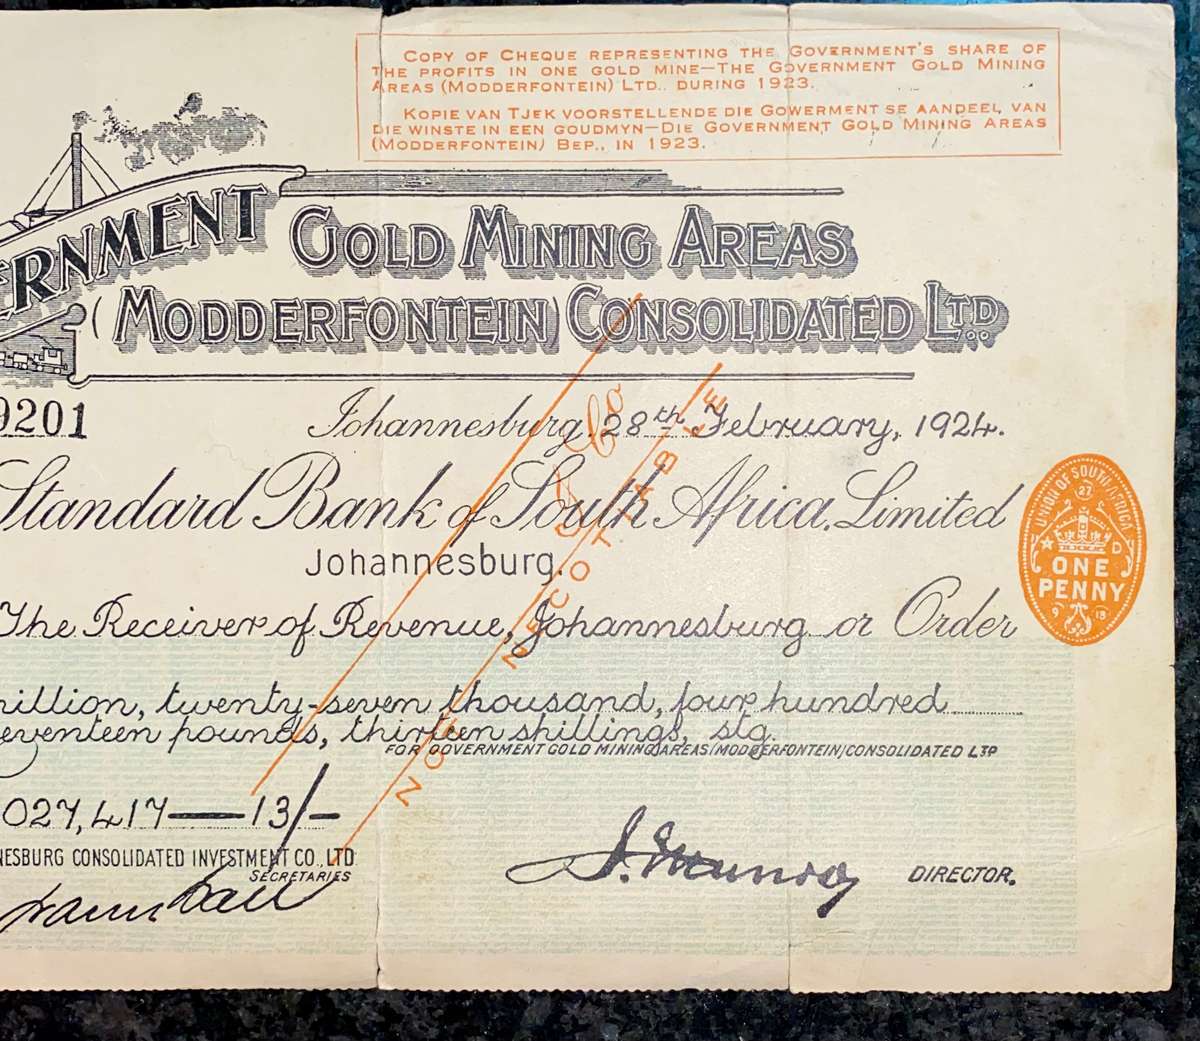 COPY OF CHEQUE REPRESENTING THE GOVERNMENT'S SHARE OF
THE PROFITS IN ONE GOLD MINE—THE GOVERNMENT GOLD MINING
AREAS (MODDERFONTEIN) LTD.. DURING 1923.
KOPIE VAN TJEK VOORSTELLENDE DIE GOWERMENT SE AANDEEL VAN
DIE WINSTE IN EEN GOUDMYN—DIE GOVERNMENT GOLD MINING AREAS
(MODDERFONTEIN) BEP., IN 1923.
ERNMENT GOLD MINING AREAS
(MODDERFONTEIN) CONSOLIDATED LTD.
9201 Johannesburg, 28th February, 1924.
Standard Bank of South Africa, Limited
Johannesburg.
UNION OF SOUTH AFRICA
27
D
ONE
PENNY
9 18
& Co
NOT NEGOTIABLE
The Receiver of Revenue, Johannesburg or Order
million, twenty-seven thousand, four hundred
seventeen pounds, thirteen shillings, stg.
FOR GOVERNMENT GOLD MINING AREAS (MODDERFONTEIN) CONSOLIDATED LTD
027,417—13/-
NESBURG CONSOLIDATED INVESTMENT CO., LTD
SECRETARIES
DIRECTOR.